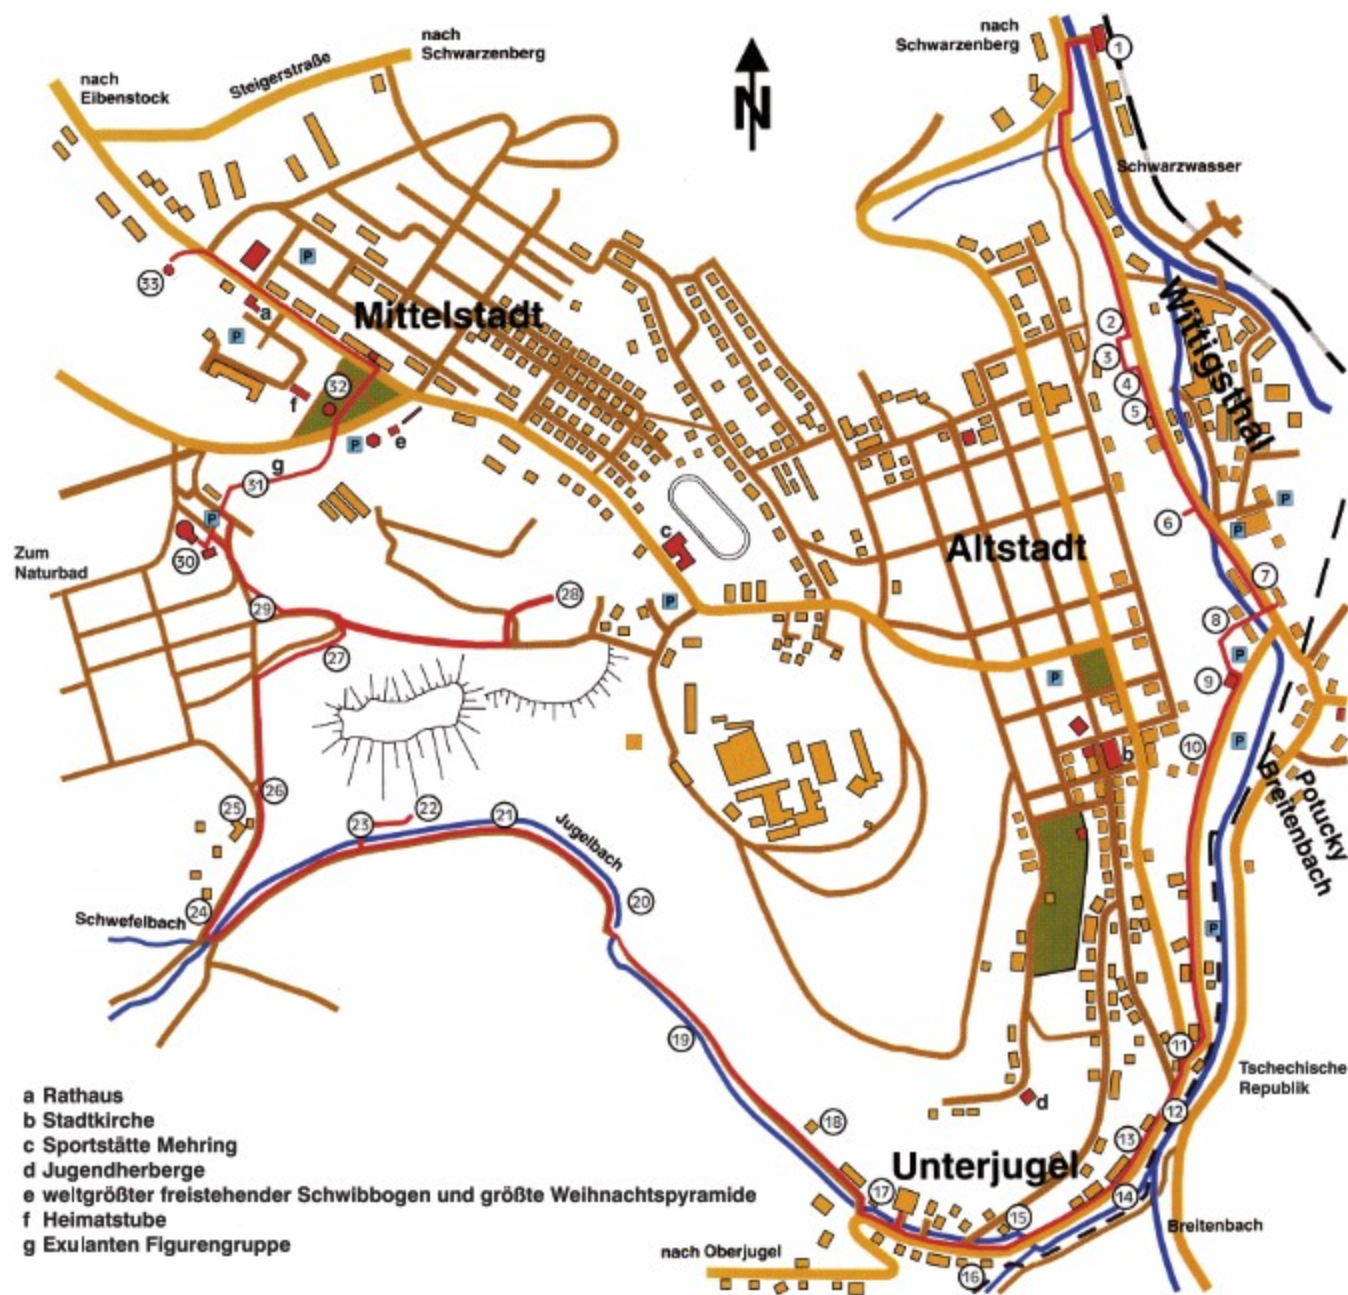 nach
Schwarzenberg
nach
Schwarzenberg
1
nach
Eibenstock
Steigerstraße
N
Schwarzwasser
33
P
a
P
Mittelstadt
2
3
4
5
Wittigsthal
32
f
P
e
g
31
P
30
Zum
Naturbad
c
Altstadt
6
P
P
7
29
28
P
8
P
27
9
P
b
10
P
Potucky
Breitenbach
26
25
22
23
21
Jugelbach
20
24
Schwefelbach
P
19
11
Tschechische
Republik
d
12
18
13
Unterjugel
17
14
15
Breitenbach
nach Oberjugel
16
a Rathaus
b Stadtkirche
c Sportstätte Mehring
d Jugendherberge
e weltgrößter freistehender Schwibbogen und größte Weihnachtspyramide
f Heimatstube
g Exulanten Figurengruppe